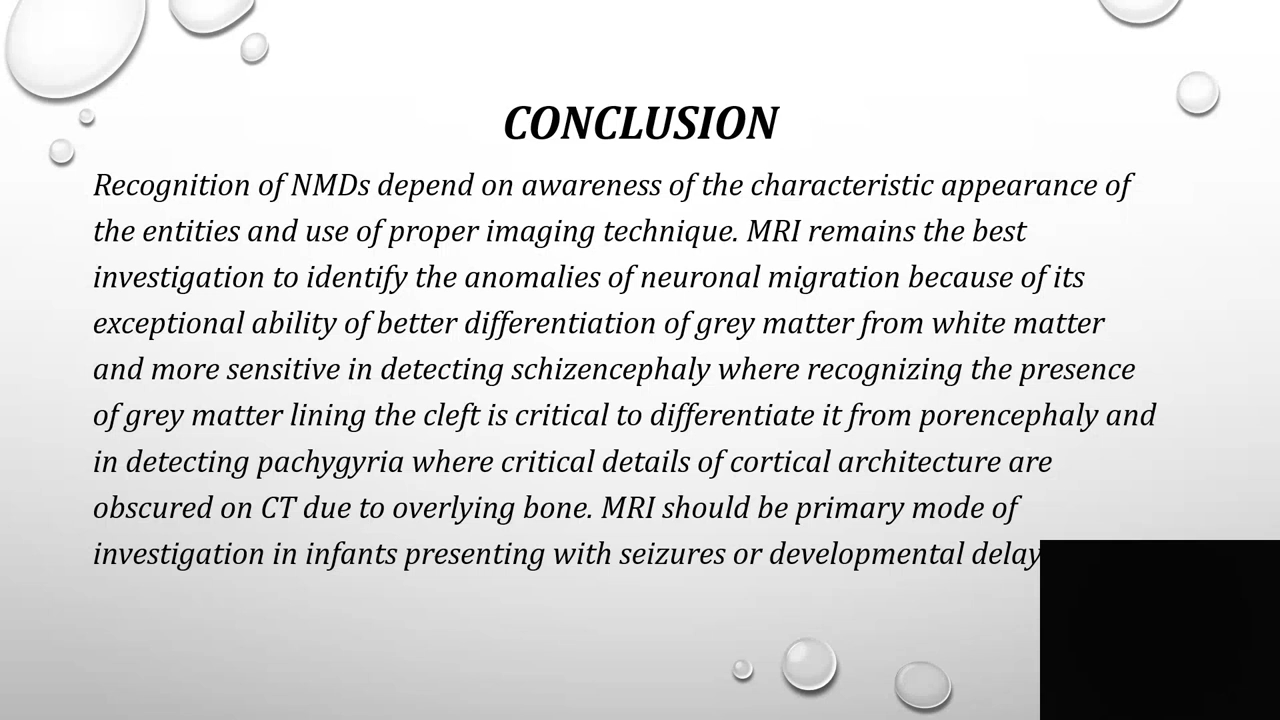 CONCLUSION
Recognition of NMDs depend on awareness of the characteristic appearance of
the entities and use of proper imaging technique. MRI remains the best
investigation to identify the anomalies of neuronal migration because of its
exceptional ability of better differentiation of grey matter from white matter
and more sensitive in detecting schizencephaly where recognizing the presence
of grey matter lining the cleft is critical to differentiate it from porencephaly and
in detecting pachygyria where critical details of cortical architecture are
obscured on CT due to overlying bone. MRI should be primary mode of
investigation in infants presenting with seizures or developmental delay